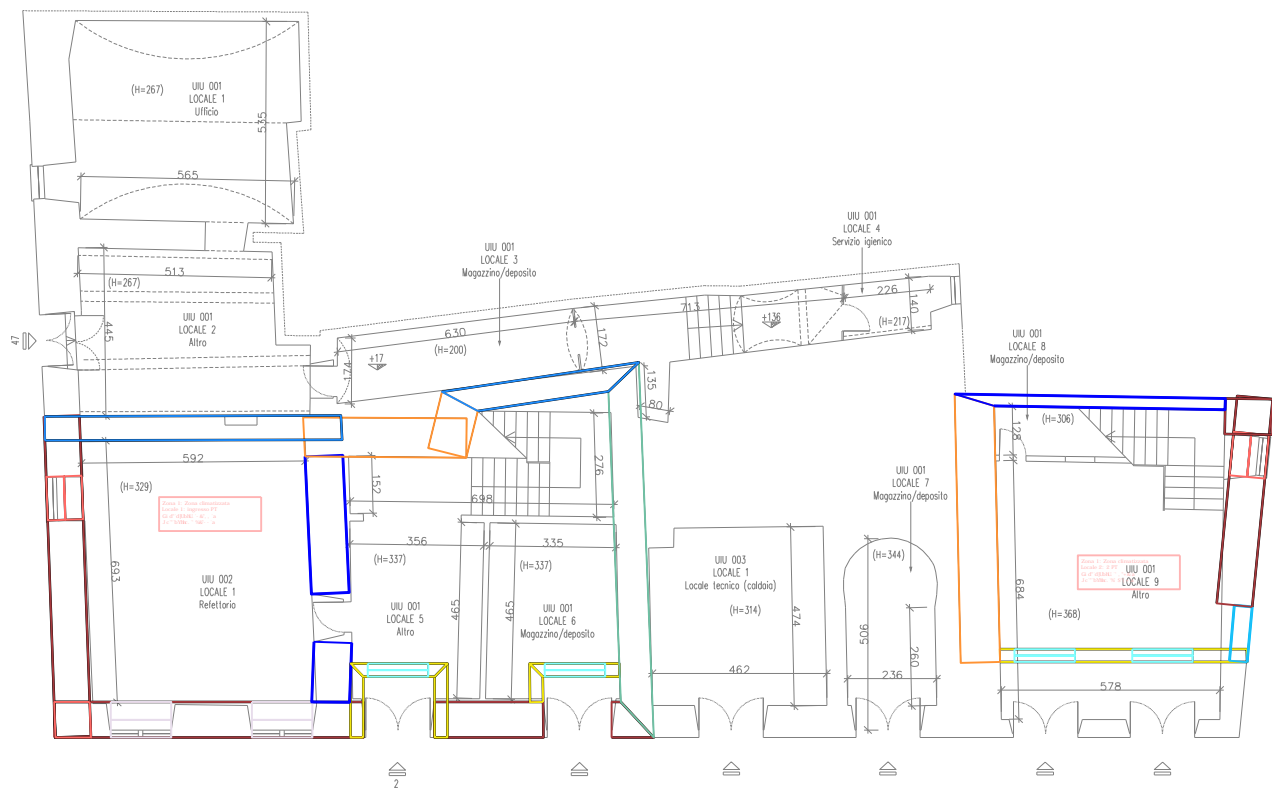 (H=267)
UIU 001
LOCALE 1
Ufficio
535
565
513
(H=267)
445
UIU 001
LOCALE 2
Altro
47
UIU 001
LOCALE 3
Magazzino/deposito
UIU 001
LOCALE 4
Servizio igienico
630
(H=200)
+17
174
172
713
+136
226
140
(H=217)
135
80
UIU 001
LOCALE 8
Magazzino/deposito
(H=306)
128
592
(H=329)
693
UIU 002
LOCALE 1
Refettorio
152
698
276
356
335
(H=337)
(H=337)
465
465
UIU 001
LOCALE 5
Altro
UIU 001
LOCALE 6
Magazzino/deposito
UIU 003
LOCALE 1
Locale tecnico (caldaia)
(H=314)
474
462
UIU 001
LOCALE 7
Magazzino/deposito
(H=344)
506
260
236
UIU 001
LOCALE 9
Altro
(H=368)
684
578
2